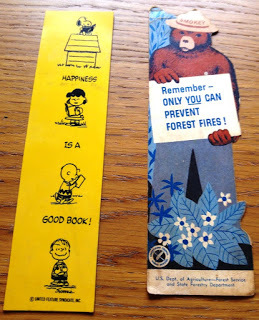 HAPPINESS
IS A
GOOD BOOK!
© UNITED FEATURE SYNDICATE, INC.
SMOKEY
Remember-
ONLY YOU CAN
PREVENT
FOREST FIRES!
U.S. Dept. of Agriculture—Forest Service
and State Forestry Department